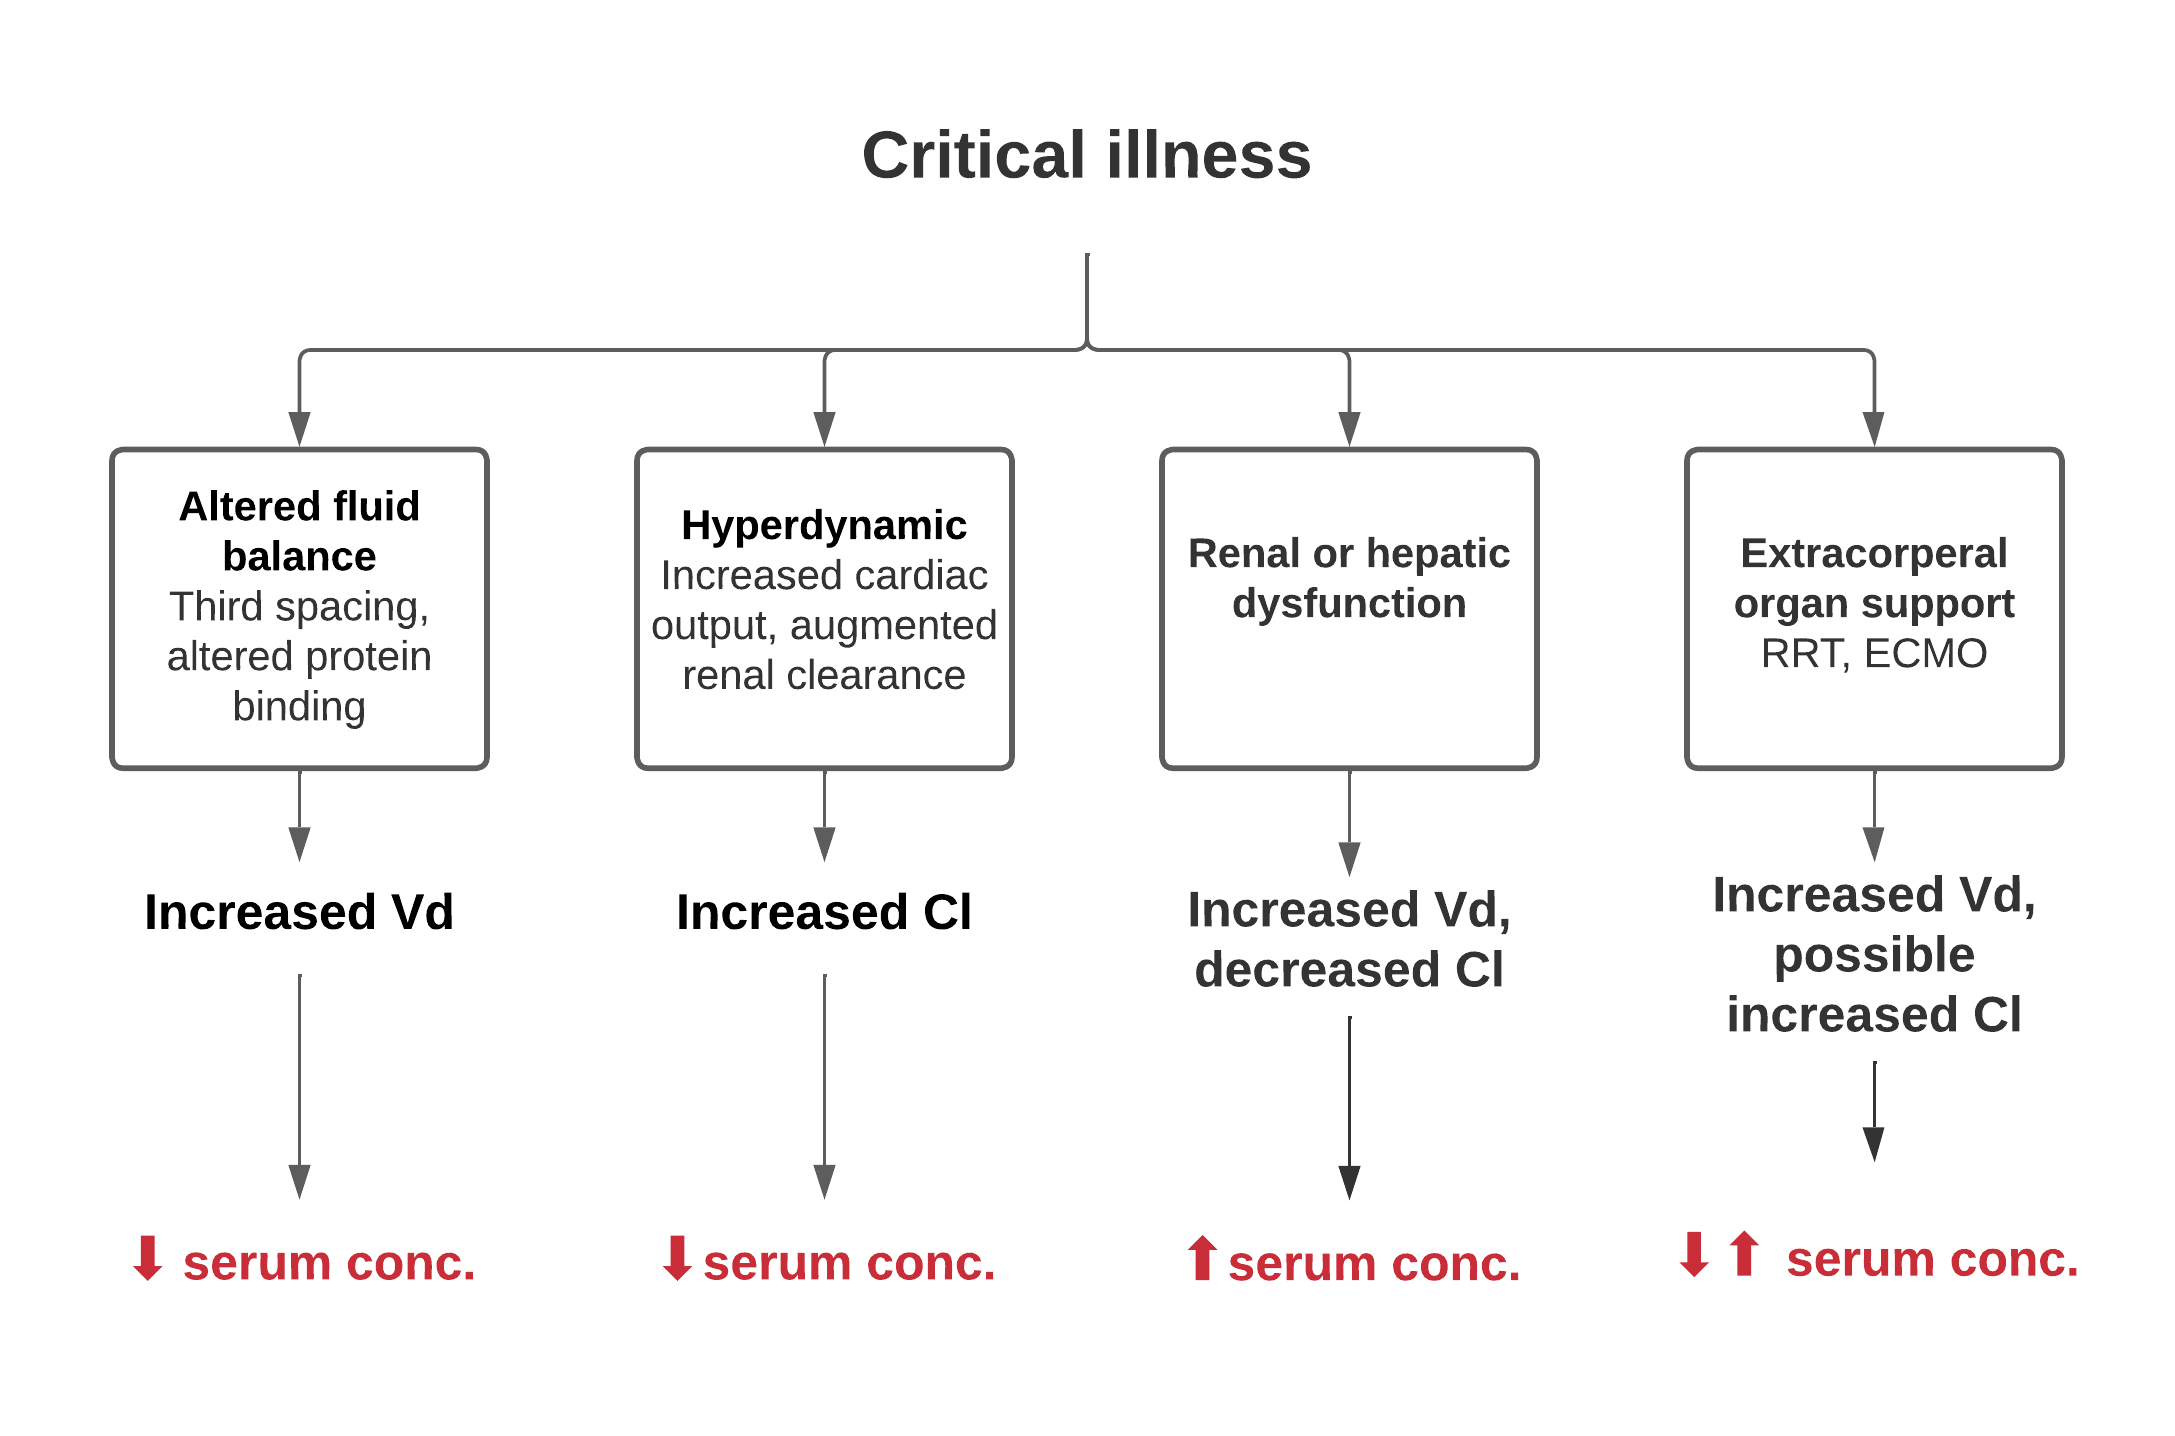 Critical illness
Altered fluid
balance
Third spacing,
altered protein
binding
Increased Vd
⬇ serum conc.
Hyperdynamic
Increased cardiac
output, augmented
renal clearance
Increased Cl
⬇ serum conc.
Renal or hepatic
dysfunction
Increased Vd,
decreased Cl
⬆ serum conc.
Extracorperal
organ support
RRT, ECMO
Increased Vd,
possible
increased Cl
⬇ ⬆ serum conc.